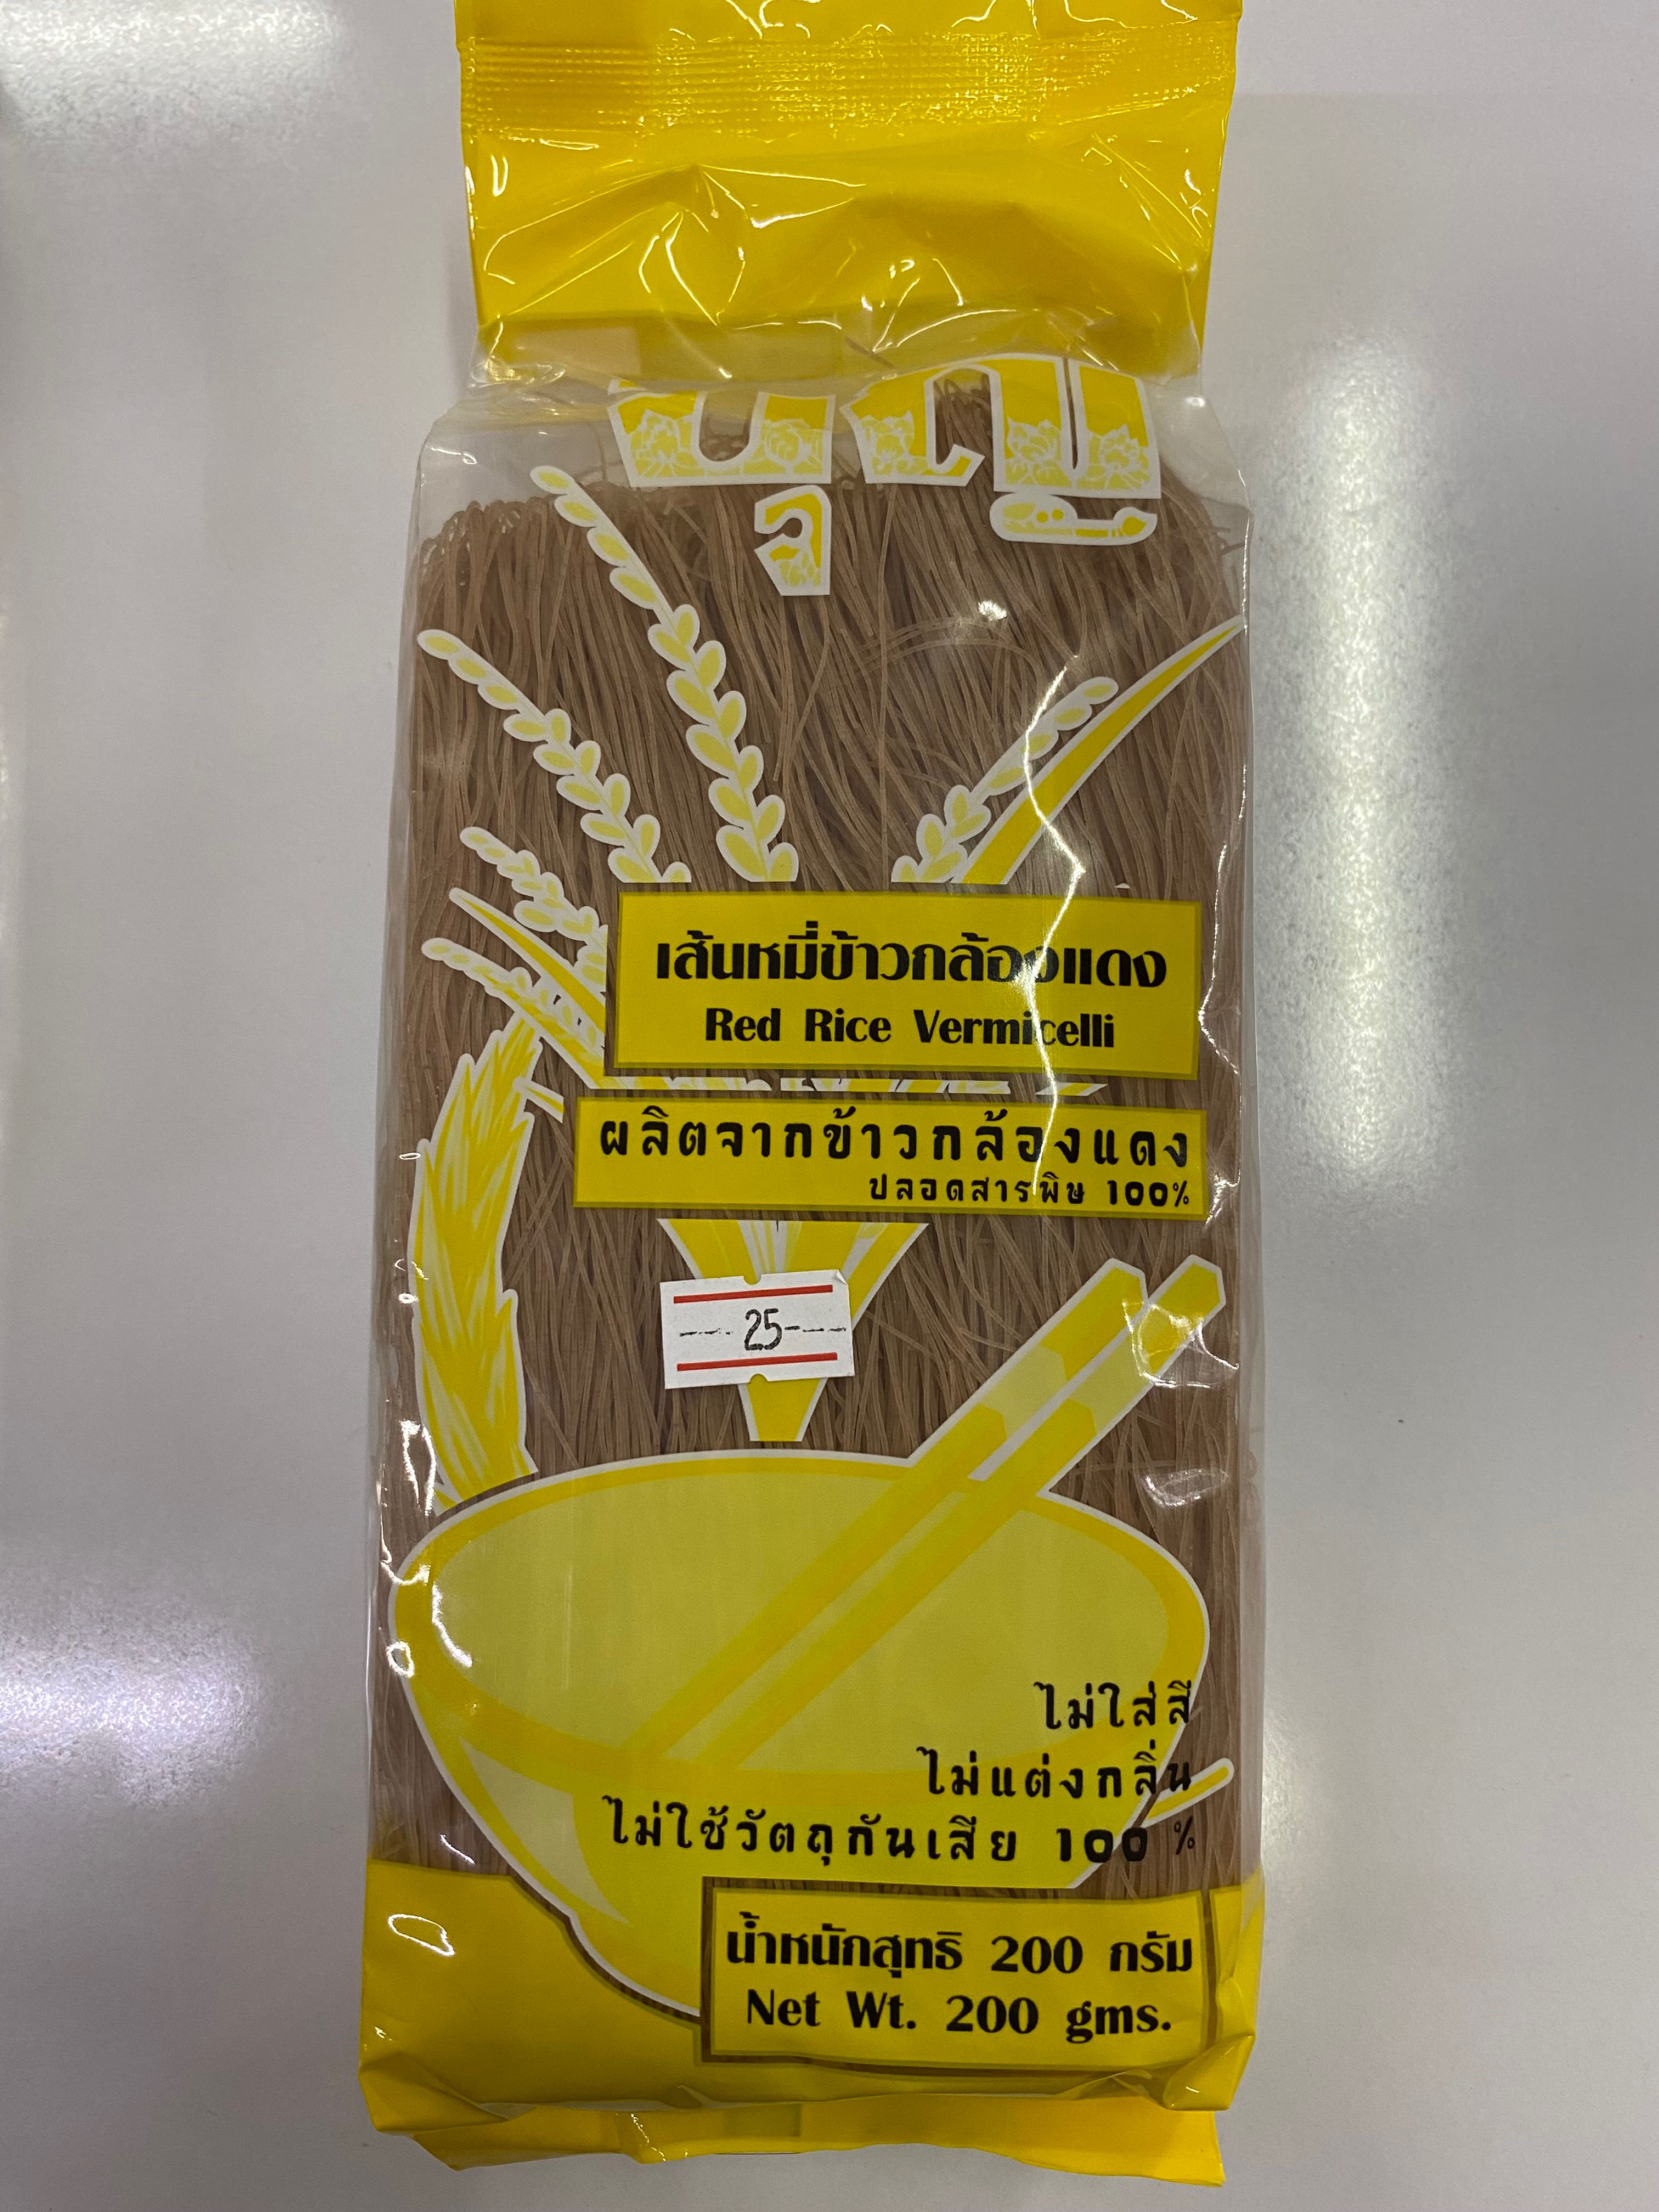 บุญ
เส้นหมี่ข้าวกล้องแดง
Red Rice Vermicelli
ผลิตจากข้าวกล้องแดง
ปลอดสารพิษ 100%
25-
ไม่ใส่สี
ไม่แต่งกลิ่น
ไม่ใช้วัตถุกันเสีย 100 %
น้ำหนักสุทธิ 200 กรัม
Net Wt. 200 gms.